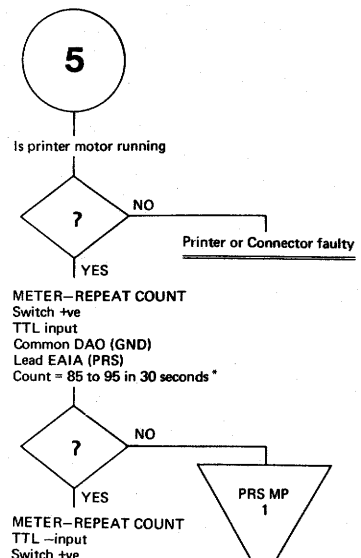 5
Is printer motor running
?
NO
Printer or Connector faulty
YES
METER–REPEAT COUNT
Switch +ve
TTL input
Common DAO (GND)
Lead EAIA (PRS)
Count = 85 to 95 in 30 seconds *
?
NO
YES
PRS MP
1
METER–REPEAT COUNT
TTL –input
Switch +ve